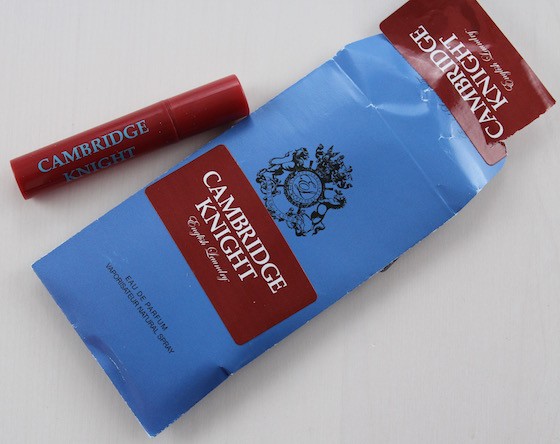 CAMBRIDGE
KNIGHT
English Laundry
CAMBRIDGE
KNIGHT
CAMBRIDGE
KNIGHT
English Laundry
EAU DE PARFUM
VAPORISATEUR NATURAL SPRAY